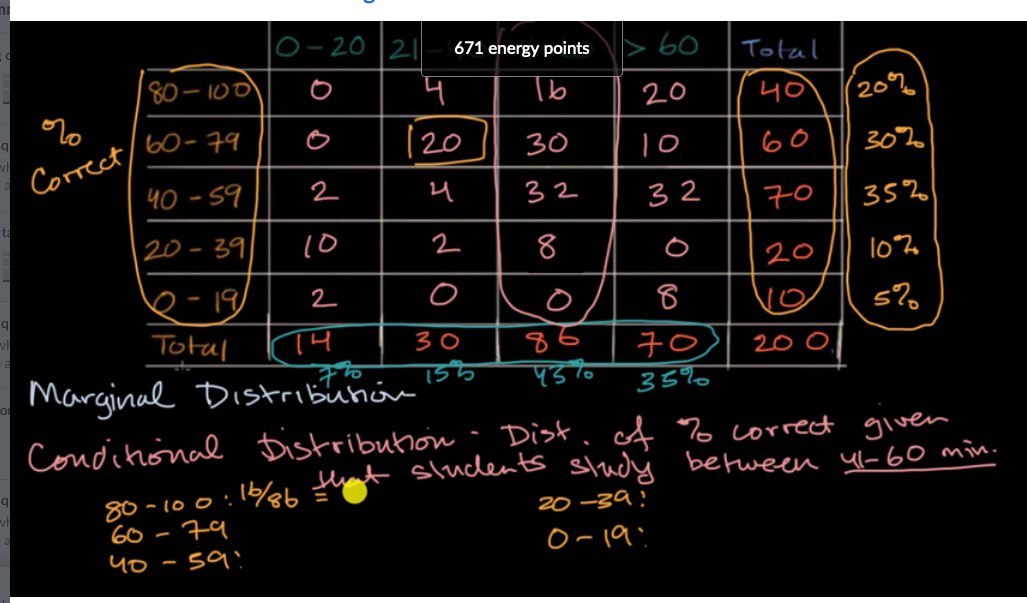 671 energy points
0-20 21- > 60 Total
80-100 0 4 16 20 40 20%
% 60-79 0 20 30 10 60 30%
Correct 40-59 2 4 32 32 70 35%
20-39 10 2 8 0 20 10%
0-19 2 0 0 8 10 5%
Total 14 30 86 70 200
7% 15% 43% 35%
Marginal Distribution
Conditional Distribution - Dist. of % correct given
that students study between 41-60 min.
80-100: 16/86 = 20-39:
60-79 0-19:
40-59: